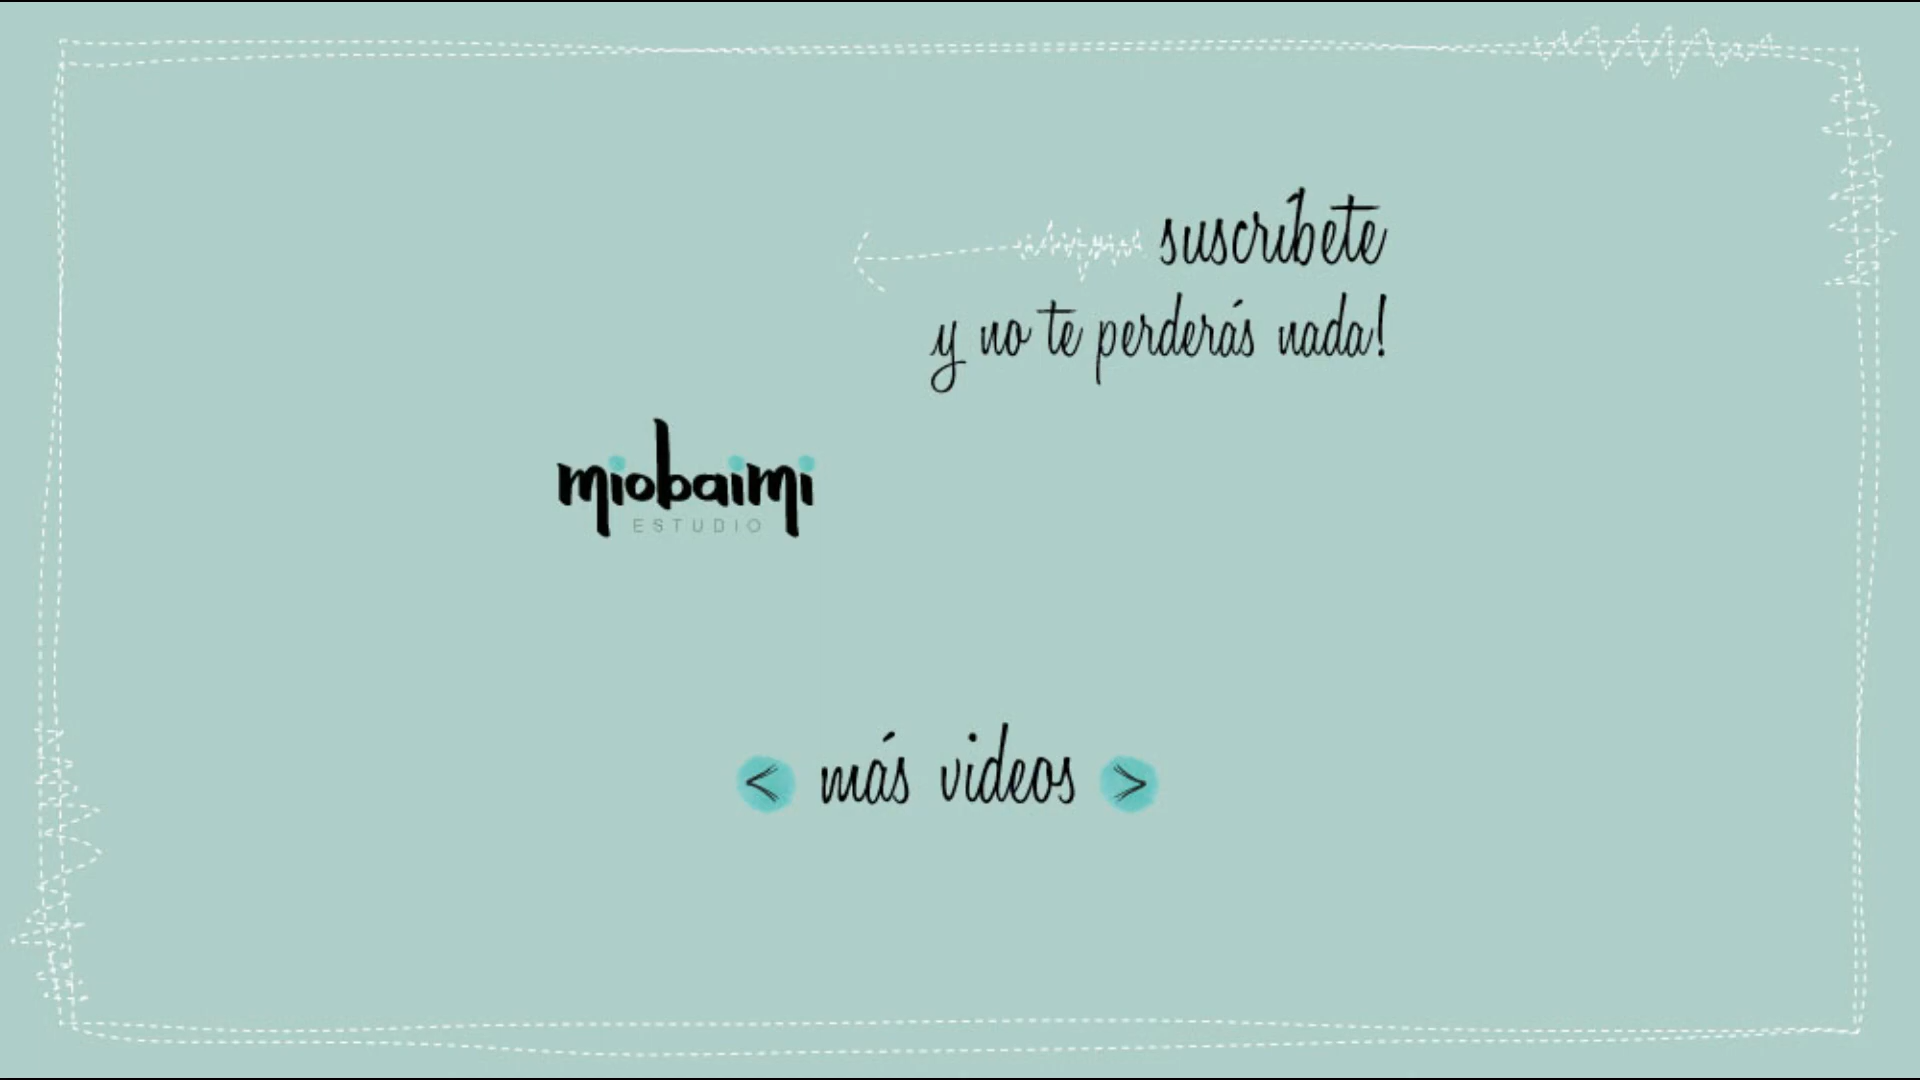 suscríbete
y no te perderás nada!
miobaimi
ESTUDIO
< más videos >